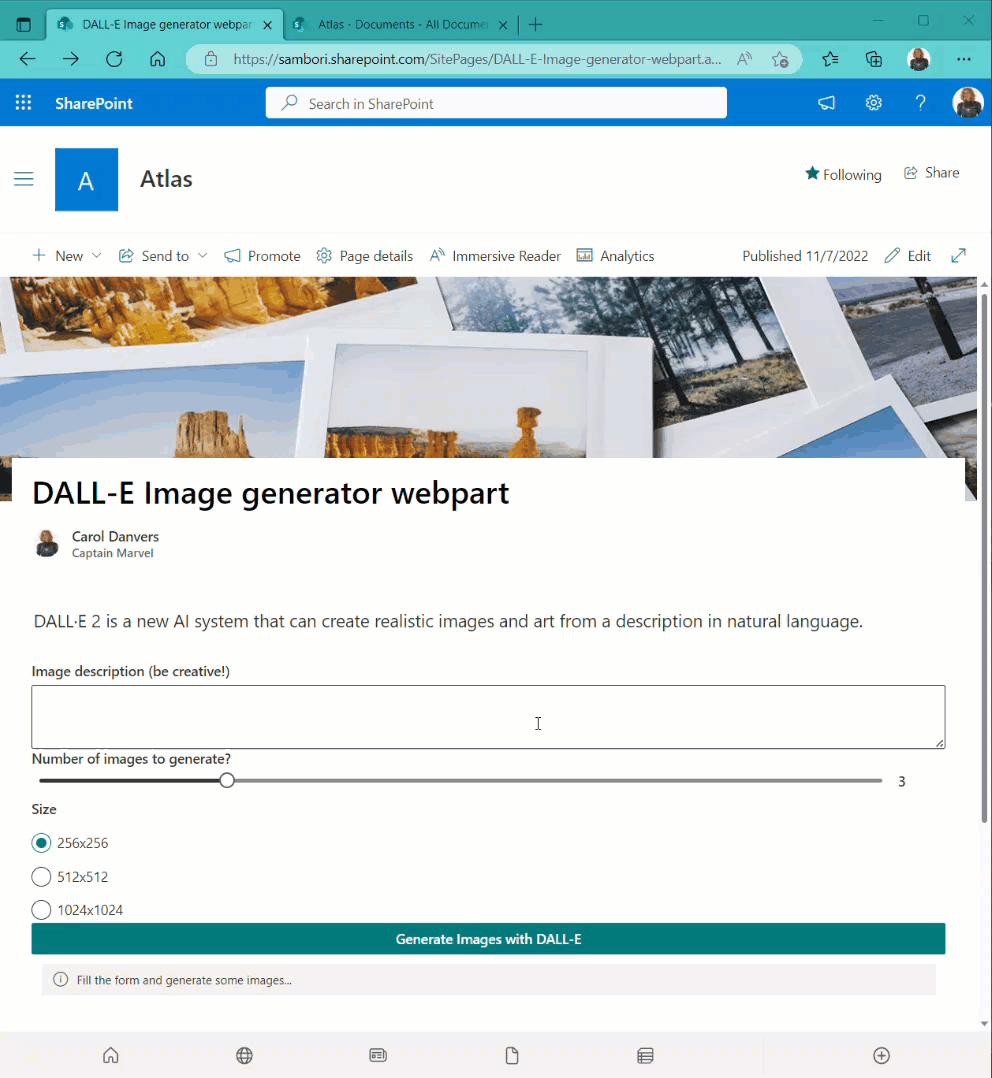 DALL-E Image generator webpar
Atlas - Documents - All Docume
https://sambori.sharepoint.com/SitePages/DALL-E-Image-generator-webpart.a...
SharePoint
Search in SharePoint
A
Atlas
Following
Share
New
Send to
Promote
Page details
Immersive Reader
Analytics
Published 11/7/2022
Edit
DALL-E Image generator webpart
Carol Danvers
Captain Marvel
DALL·E 2 is a new AI system that can create realistic images and art from a description in natural language.
Image description (be creative!)
Number of images to generate?
3
Size
256x256
512x512
1024x1024
Generate Images with DALL-E
Fill the form and generate some images...